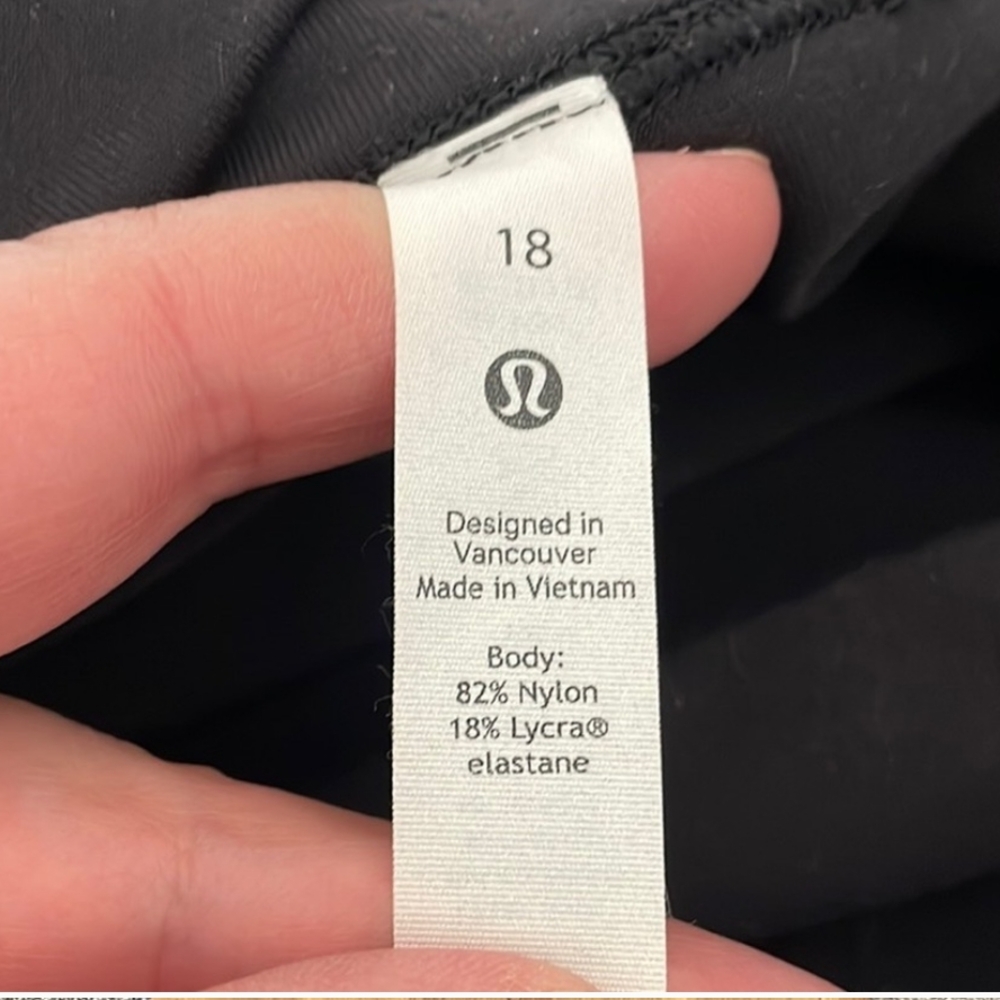 18
Designed in
Vancouver
Made in Vietnam
Body:
82% Nylon
18% Lycra®
elastane